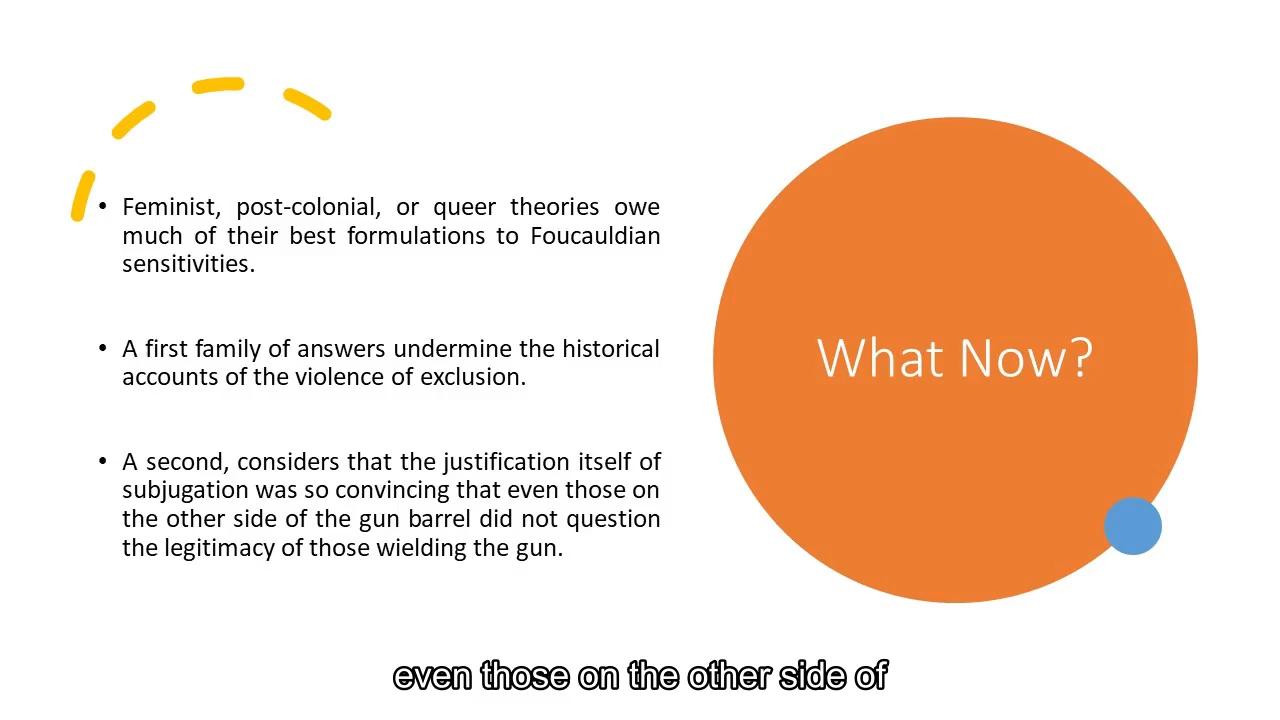 • Feminist, post-colonial, or queer theories owe
much of their best formulations to Foucauldian
sensitivities.
• A first family of answers undermine the historical
accounts of the violence of exclusion.
• A second, considers that the justification itself of
subjugation was so convincing that even those on
the other side of the gun barrel did not question
the legitimacy of those wielding the gun.
What Now?
even those on the other side of